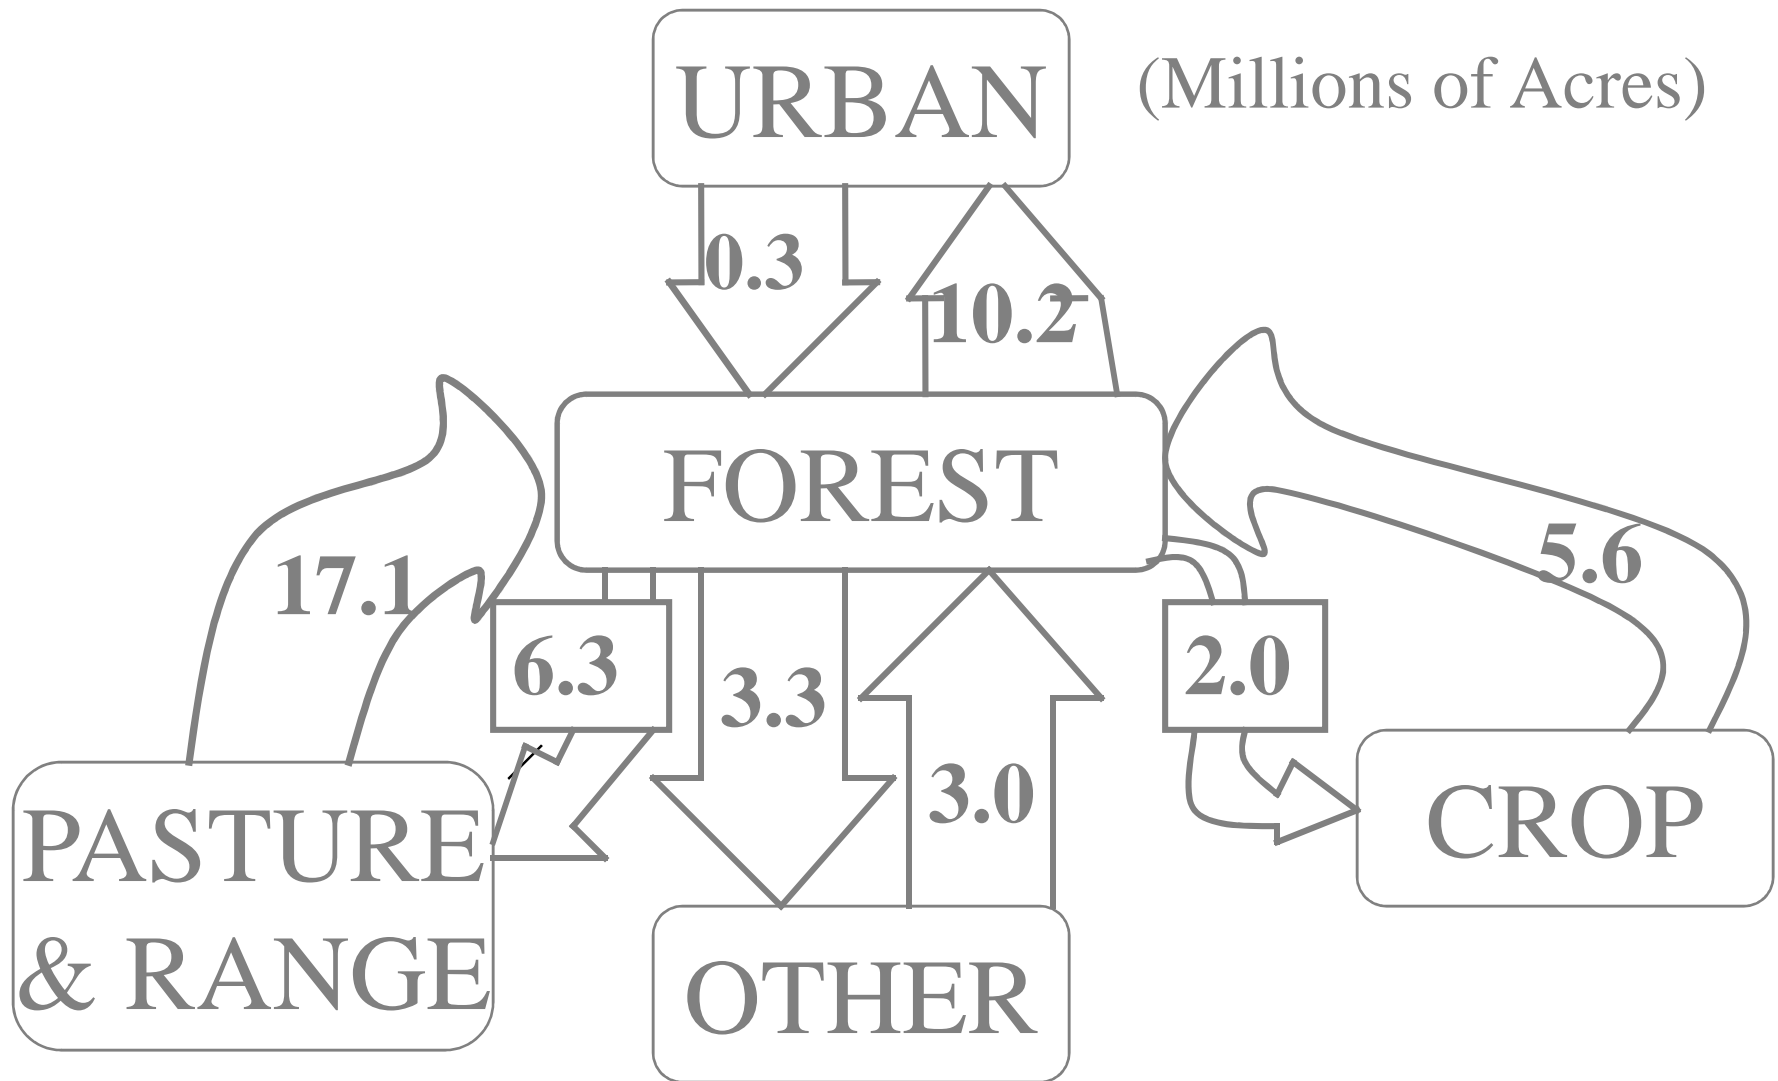 URBAN
(Millions of Acres)
0.3
10.2
FOREST
17.1
5.6
6.3
3.3
2.0
3.0
PASTURE
& RANGE
CROP
OTHER